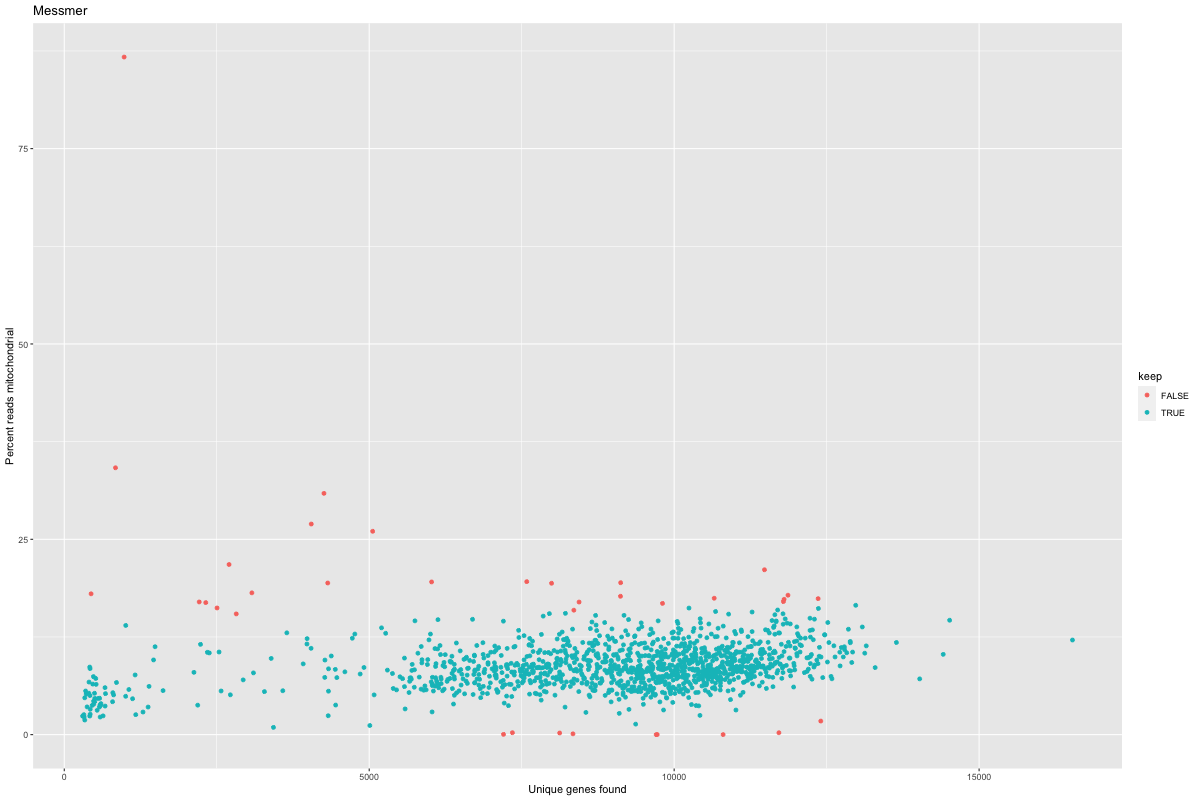 Messmer
75
50
25
0
Percent reads mitochondrial
0 5000 10000 15000
Unique genes found
keep
FALSE
TRUE